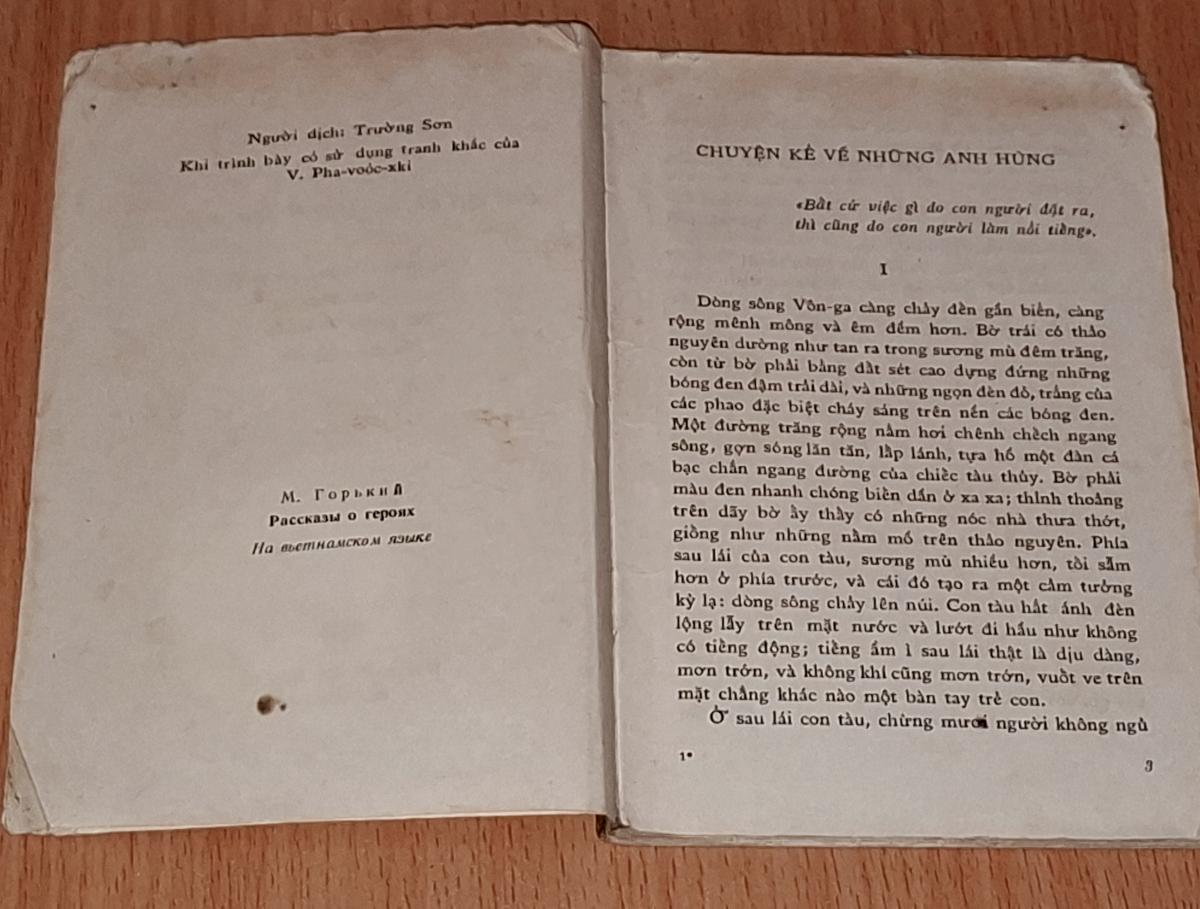 Người dịch: Trường Sơn
Khi trình bày có sử dụng tranh khắc của
V. Pha-voóc-xki
М. Горький
Рассказы о героях
На вьетнамском языке
CHUYỆN KỂ VỀ NHỮNG ANH HÙNG
«Bất cứ việc gì do con người đặt ra,
thì cũng do con người làm nổi tiếng».
I
Dòng sông Vôn-ga càng chảy đến gần biển, càng
rộng mênh mông và êm đềm hơn. Bờ trái có thảo
nguyên dường như tan ra trong sương mù đêm trăng,
còn từ bờ phải bằng đất sét cao dựng đứng những
bóng đen đậm trải dài, và những ngọn đèn đỏ, trắng của
các phao đặc biệt cháy sáng trên nền các bóng đen.
Một đường trăng rộng nằm hơi chênh chếch ngang
sông, gợn sóng lăn tăn, lấp lánh, tựa hồ một đàn cá
bạc chắn ngang đường của chiếc tàu thủy. Bờ phải
màu đen nhanh chóng biến dần ở xa xa; thỉnh thoảng
trên dãy bờ ấy thấy có những nóc nhà thưa thớt,
giống như những nấm mồ trên thảo nguyên. Phía
sau lái của con tàu, sương mù nhiều hơn, tối sẫm
hơn ở phía trước, và cái đó tạo ra một cảm tưởng
kỳ lạ: dòng sông chảy lên núi. Con tàu hắt ánh đèn
lộng lẫy trên mặt nước và lướt đi hầu như không
có tiếng động; tiếng ầm ì sau lái thật là dịu dàng,
mơn trớn, và không khí cũng mơn trớn, vuốt ve trên
mặt chẳng khác nào một bàn tay trẻ con.
Ở sau lái con tàu, chừng mươi người không ngủ
1*
3